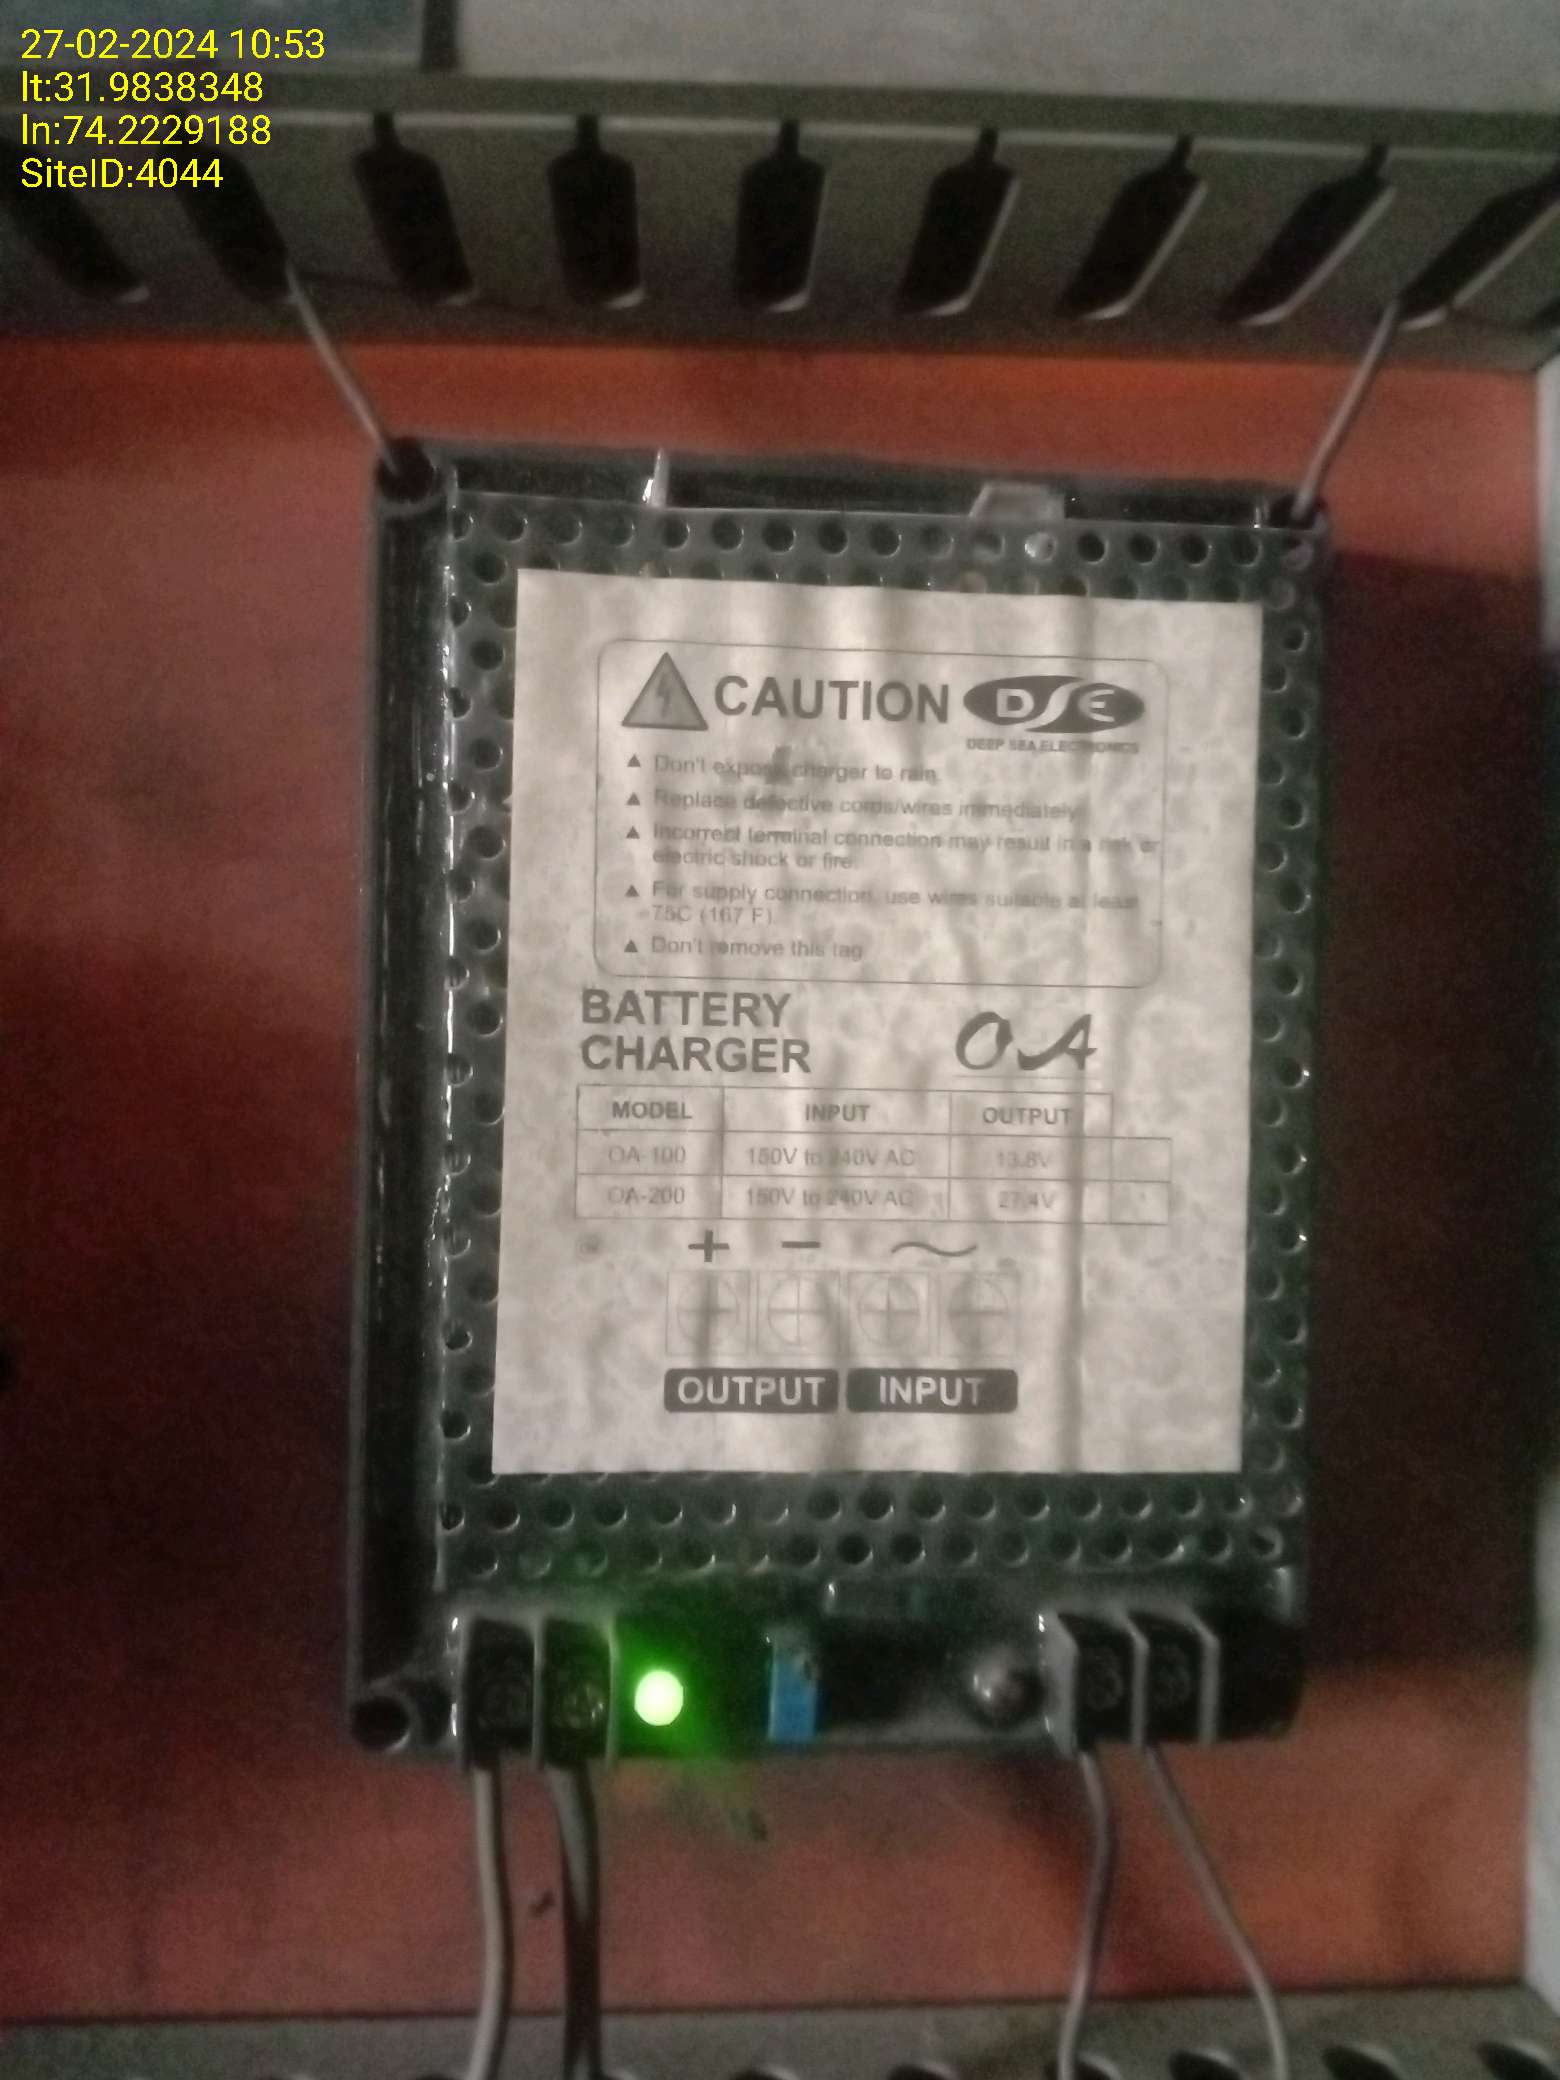 27-02-2024 10:53
lt:31.9838348
ln:74.2229188
SiteID:4044
CAUTION DSE
DEEP SEA ELECTRONICS
▲ Don't expose charger to rain.
▲ Replace defective cords/wires immediately
▲ Incorrect terminal connection may result in a risk or
electric shock or fire.
▲ For supply connection, use wires suitable at least
75C (167 F)
▲ Don't remove this tag
BATTERY
CHARGER
OA
MODEL INPUT OUTPUT
OA-100 150V to 240V AC 13.8V
OA-200 150V to 240V AC 27.4V
+ − ~
OUTPUT INPUT